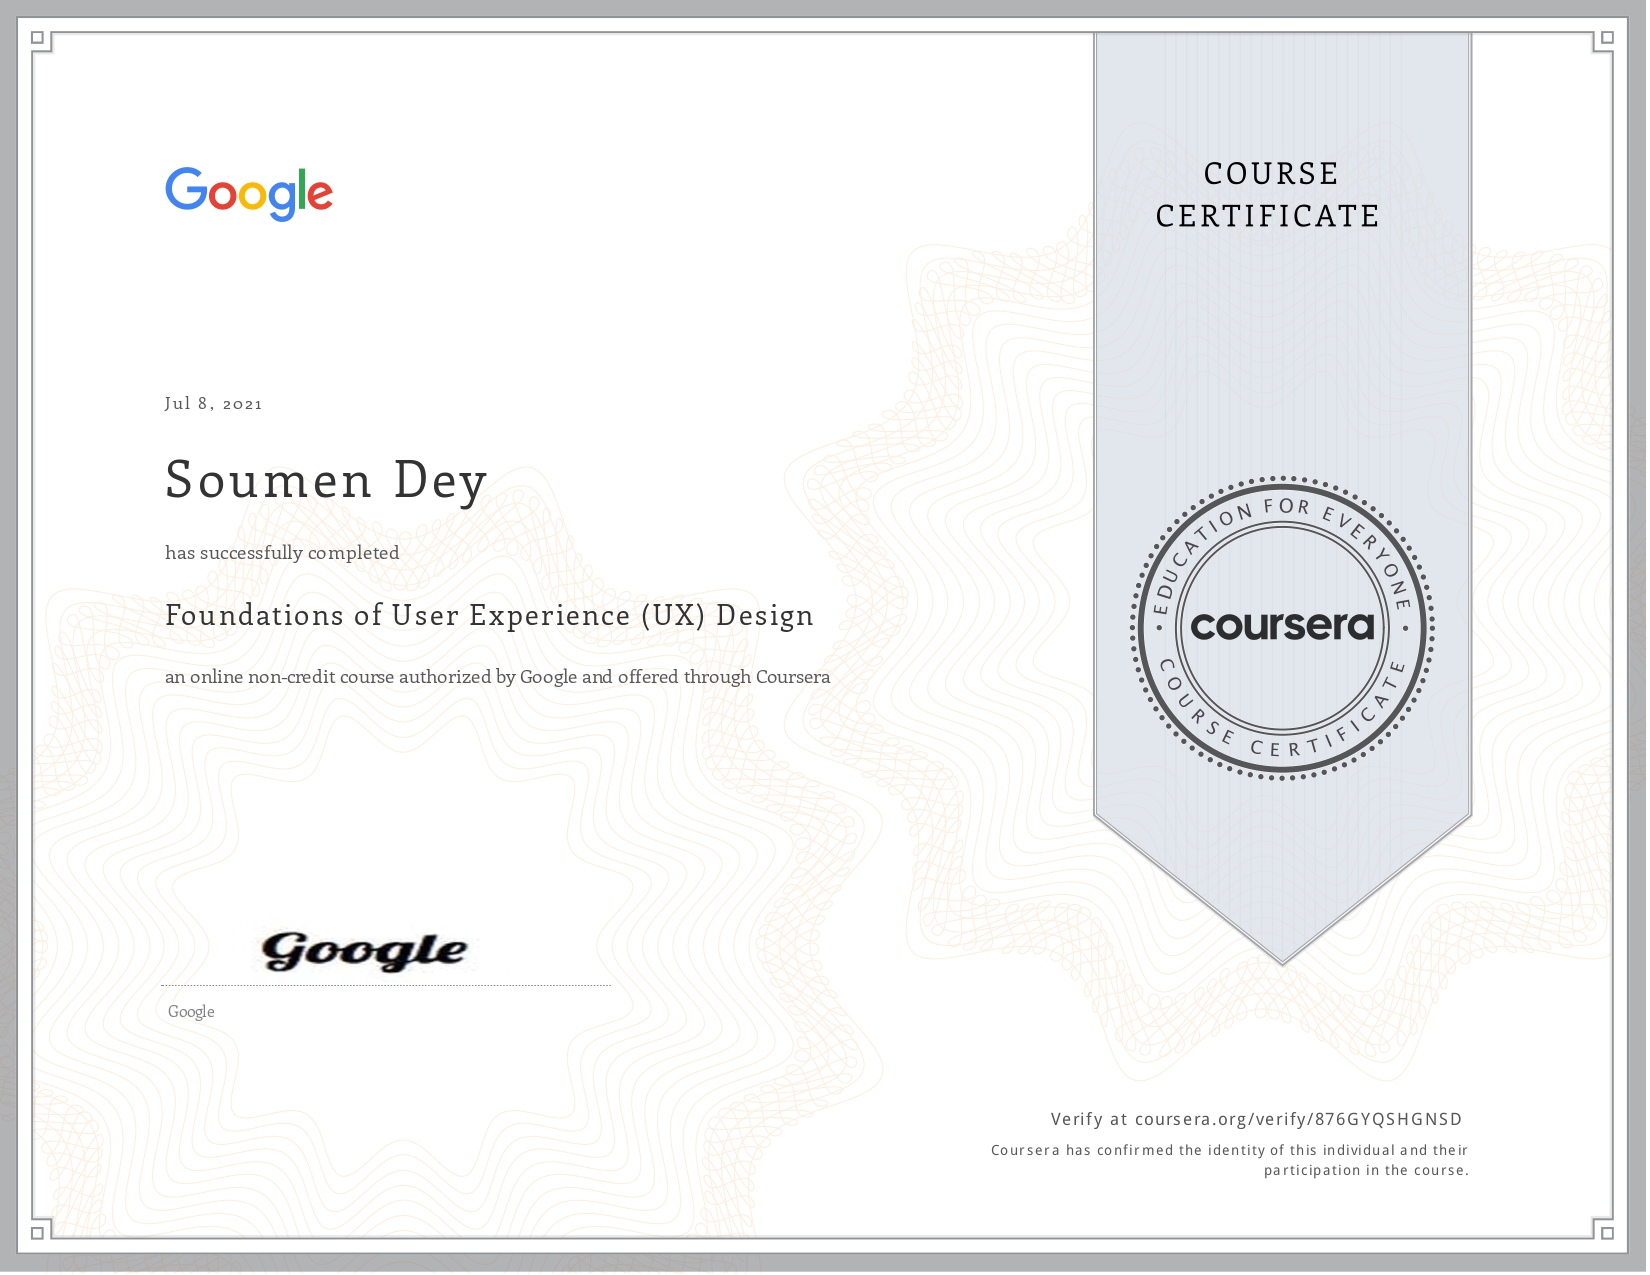 Google
COURSE
CERTIFICATE
Jul 8, 2021
Soumen Dey
has successfully completed
Foundations of User Experience (UX) Design
an online non-credit course authorized by Google and offered through Coursera
EDUCATION FOR EVERYONE
coursera
COURSE CERTIFICATE
Google
Google
Verify at coursera.org/verify/876GYQSHGNSD
Coursera has confirmed the identity of this individual and their
participation in the course.